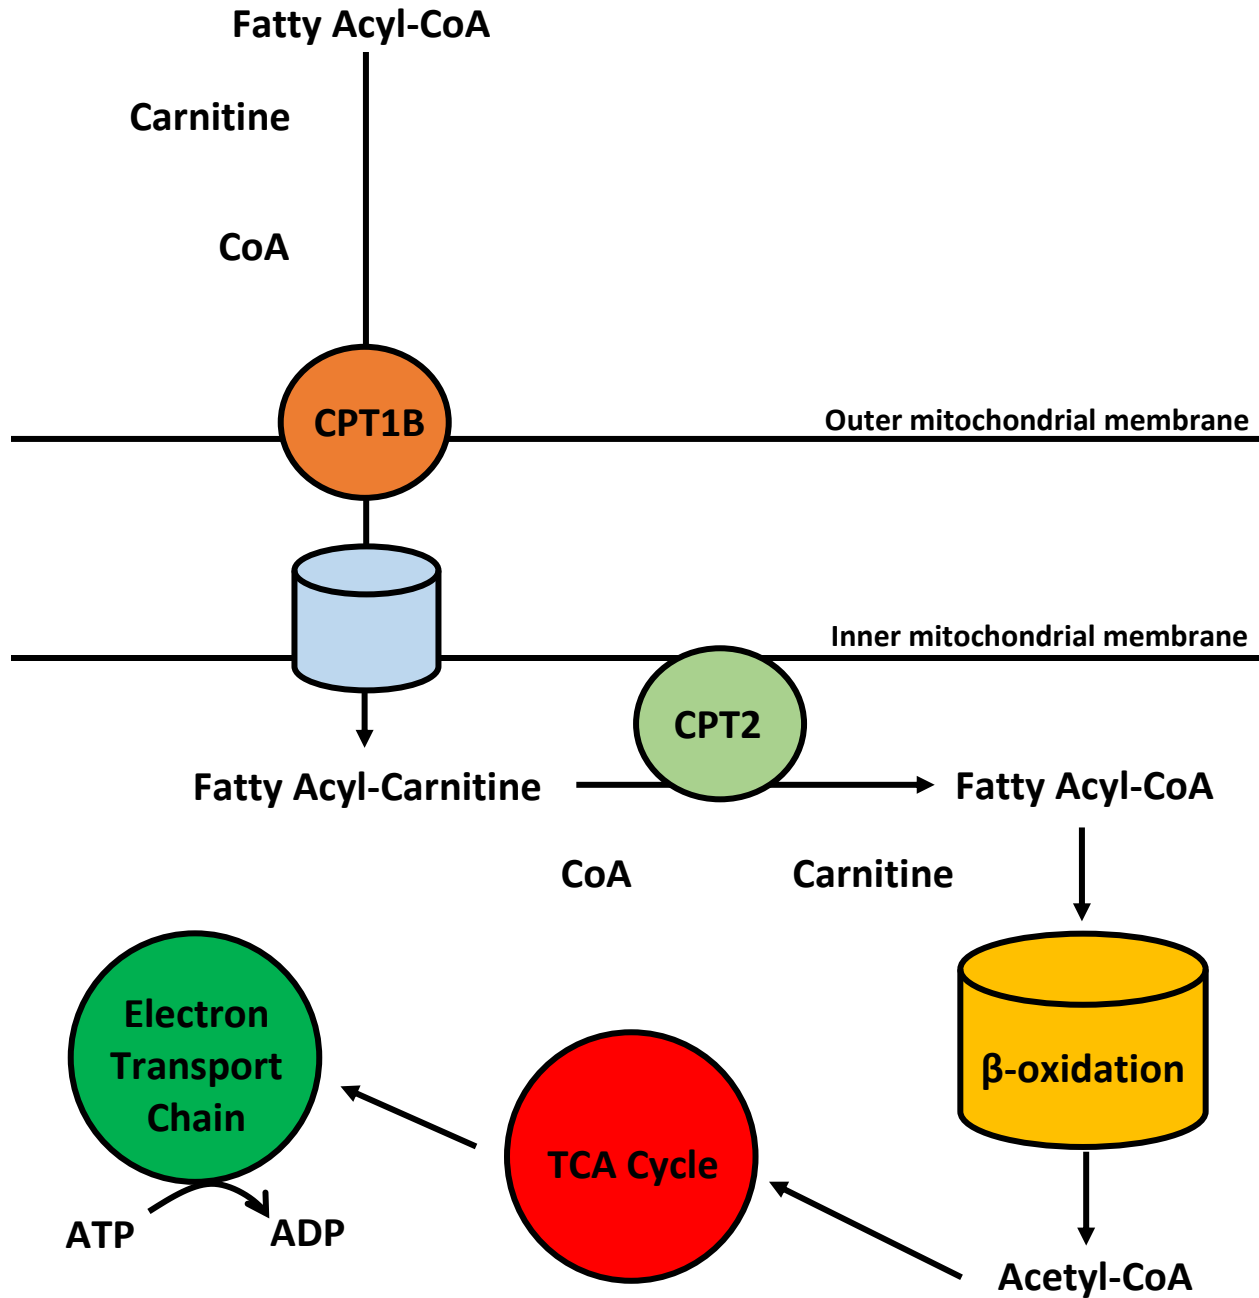 Fatty Acyl-CoA
Carnitine
CoA
CPT1B
Outer mitochondrial membrane
Inner mitochondrial membrane
CPT2
Fatty Acyl-Carnitine
Fatty Acyl-CoA
CoA
Carnitine
β-oxidation
Electron
Transport
Chain
TCA Cycle
ATP
ADP
Acetyl-CoA